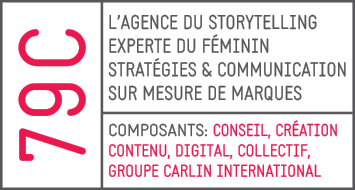 79C
L'AGENCE DU STORYTELLING
EXPERTE DU FÉMININ
STRATÉGIES & COMMUNICATION
SUR MESURE DE MARQUES
COMPOSANTS: CONSEIL, CRÉATION
CONTENU, DIGITAL, COLLECTIF,
GROUPE CARLIN INTERNATIONAL